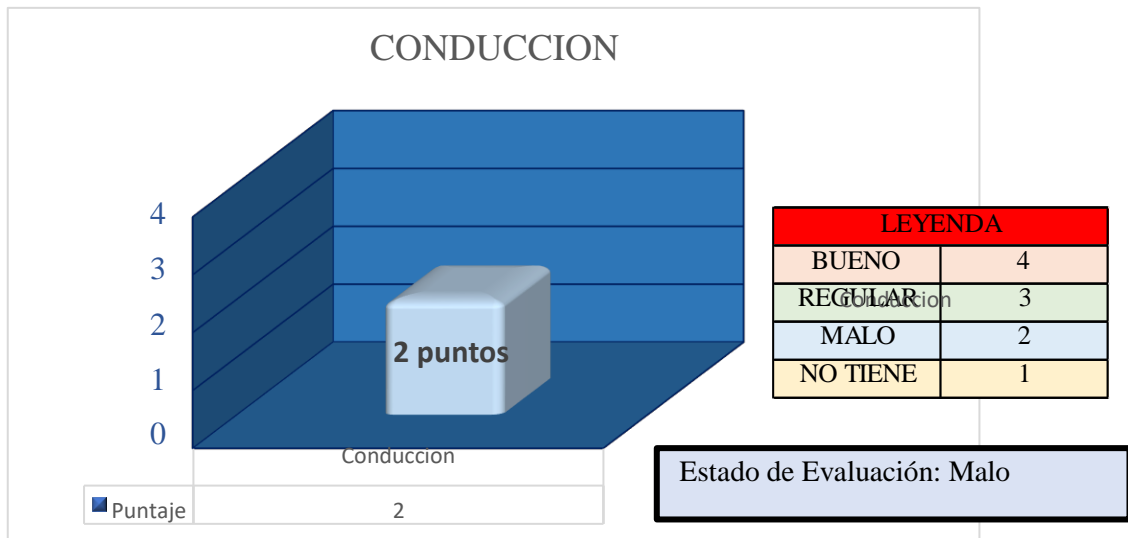 CONDUCCION
4
3
2
1
0
2 puntos
Conduccion
Puntaje 2
LEYENDA
BUENO 4
REGULAR 3
Conduccion
MALO 2
NO TIENE 1
Estado de Evaluación: Malo